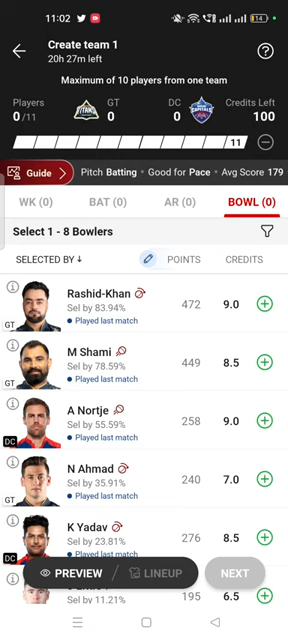 11:02
14
Create team 1
20h 27m left
Maximum of 10 players from one team
Players
0/11
GT
0
DC
0
Credits Left
100
11
Guide
Pitch Batting • Good for Pace • Avg Score 179
WK (0) BAT (0) AR (0) BOWL (0)
Select 1 - 8 Bowlers
SELECTED BY ↓ POINTS CREDITS
Rashid-Khan
Sel by 83.94%
• Played last match
GT
472 9.0
M Shami
Sel by 78.59%
• Played last match
GT
449 8.5
A Nortje
Sel by 55.59%
• Played last match
DC
258 9.0
N Ahmad
Sel by 35.91%
• Played last match
GT
240 7.0
K Yadav
Sel by 23.81%
• Played last match
DC
276 8.5
Sel by 11.21%
195 6.5
PREVIEW / LINEUP
NEXT